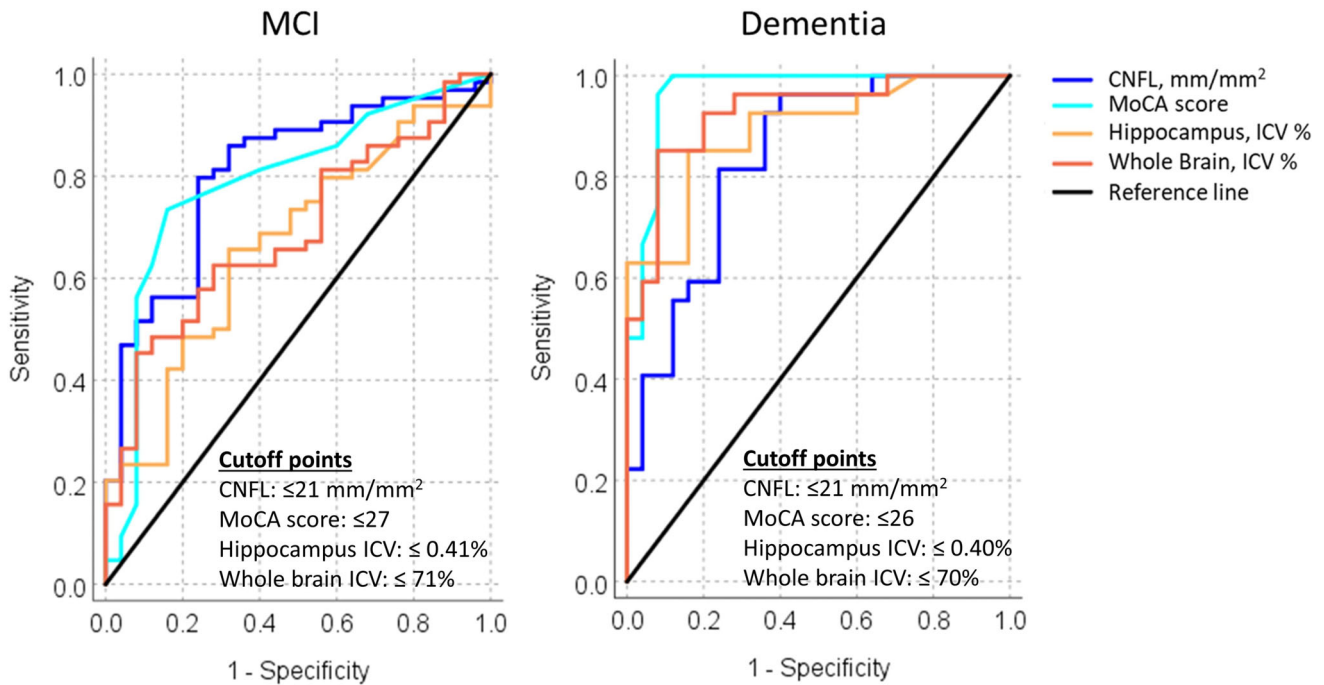 MCI
Dementia
CNFL, mm/mm²
MoCA score
Hippocampus, ICV %
Whole Brain, ICV %
Reference line
Sensitivity
1.0
0.8
0.6
0.4
0.2
0.0
Cutoff points
CNFL: ≤21 mm/mm²
MoCA score: ≤27
Hippocampus ICV: ≤ 0.41%
Whole brain ICV: ≤ 71%
0.0 0.2 0.4 0.6 0.8 1.0
1 - Specificity
Sensitivity
1.0
0.8
0.6
0.4
0.2
0.0
Cutoff points
CNFL: ≤21 mm/mm²
MoCA score: ≤26
Hippocampus ICV: ≤ 0.40%
Whole brain ICV: ≤ 70%
0.0 0.2 0.4 0.6 0.8 1.0
1 - Specificity